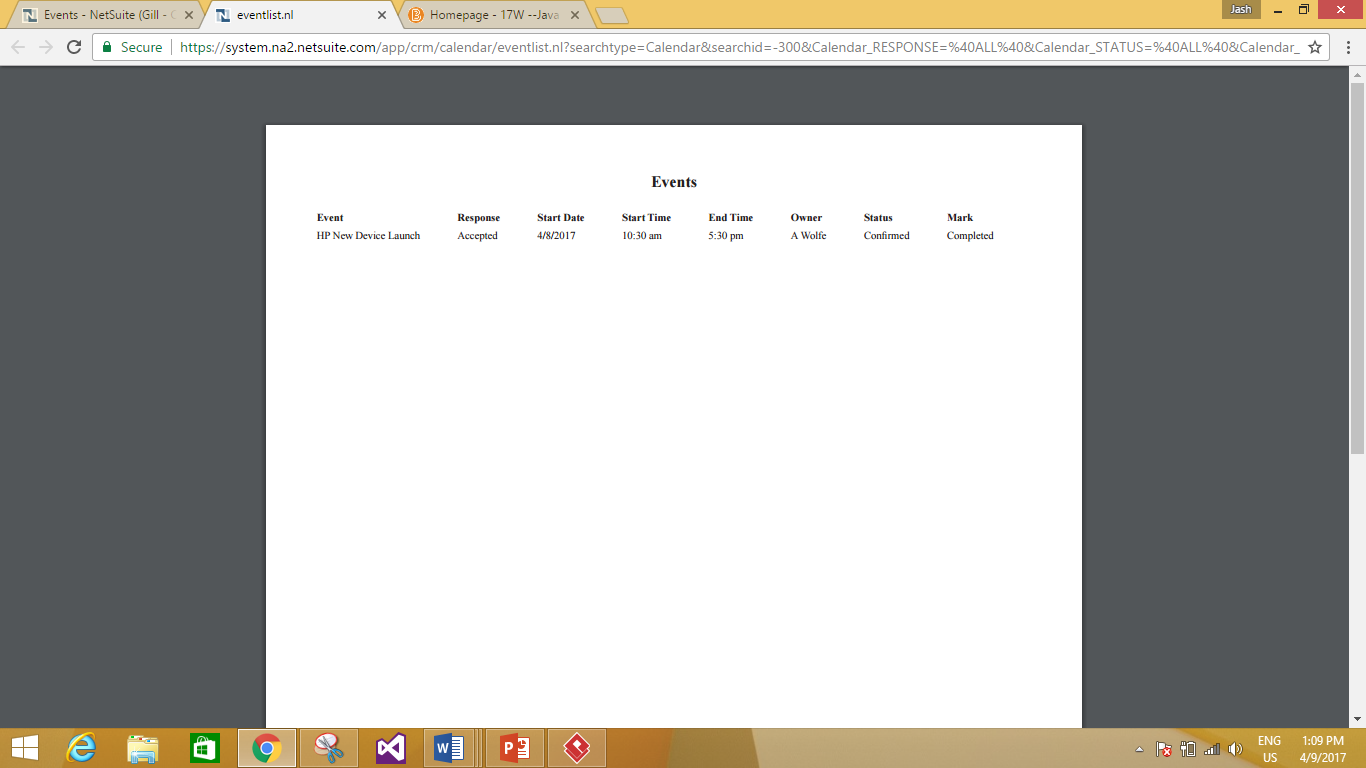 Events - NetSuite (Gill - C
eventlist.nl
Homepage - 17W --Java
Jash
Secure https://system.na2.netsuite.com/app/crm/calendar/eventlist.nl?searchtype=Calendar&searchid=-300&Calendar_RESPONSE=%40ALL%40&Calendar_STATUS=%40ALL%40&Calendar_
Events
Event Response Start Date Start Time End Time Owner Status Mark
HP New Device Launch Accepted 4/8/2017 10:30 am 5:30 pm A Wolfe Confirmed Completed
ENG 1:09 PM
US 4/9/2017